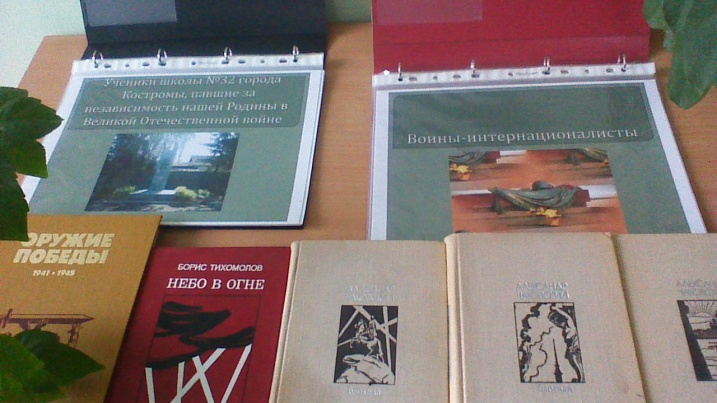 Ученики школы №32 города
Костромы, павшие за
независимость нашей Родины в
Великой Отечественной войне
Воины-интернационалисты
ОРУЖИЕ
ПОБЕДЫ
1941•1945
БОРИС ТИХОМОЛОВ
НЕБО В ОГНЕ
АЛЕКСАНДР